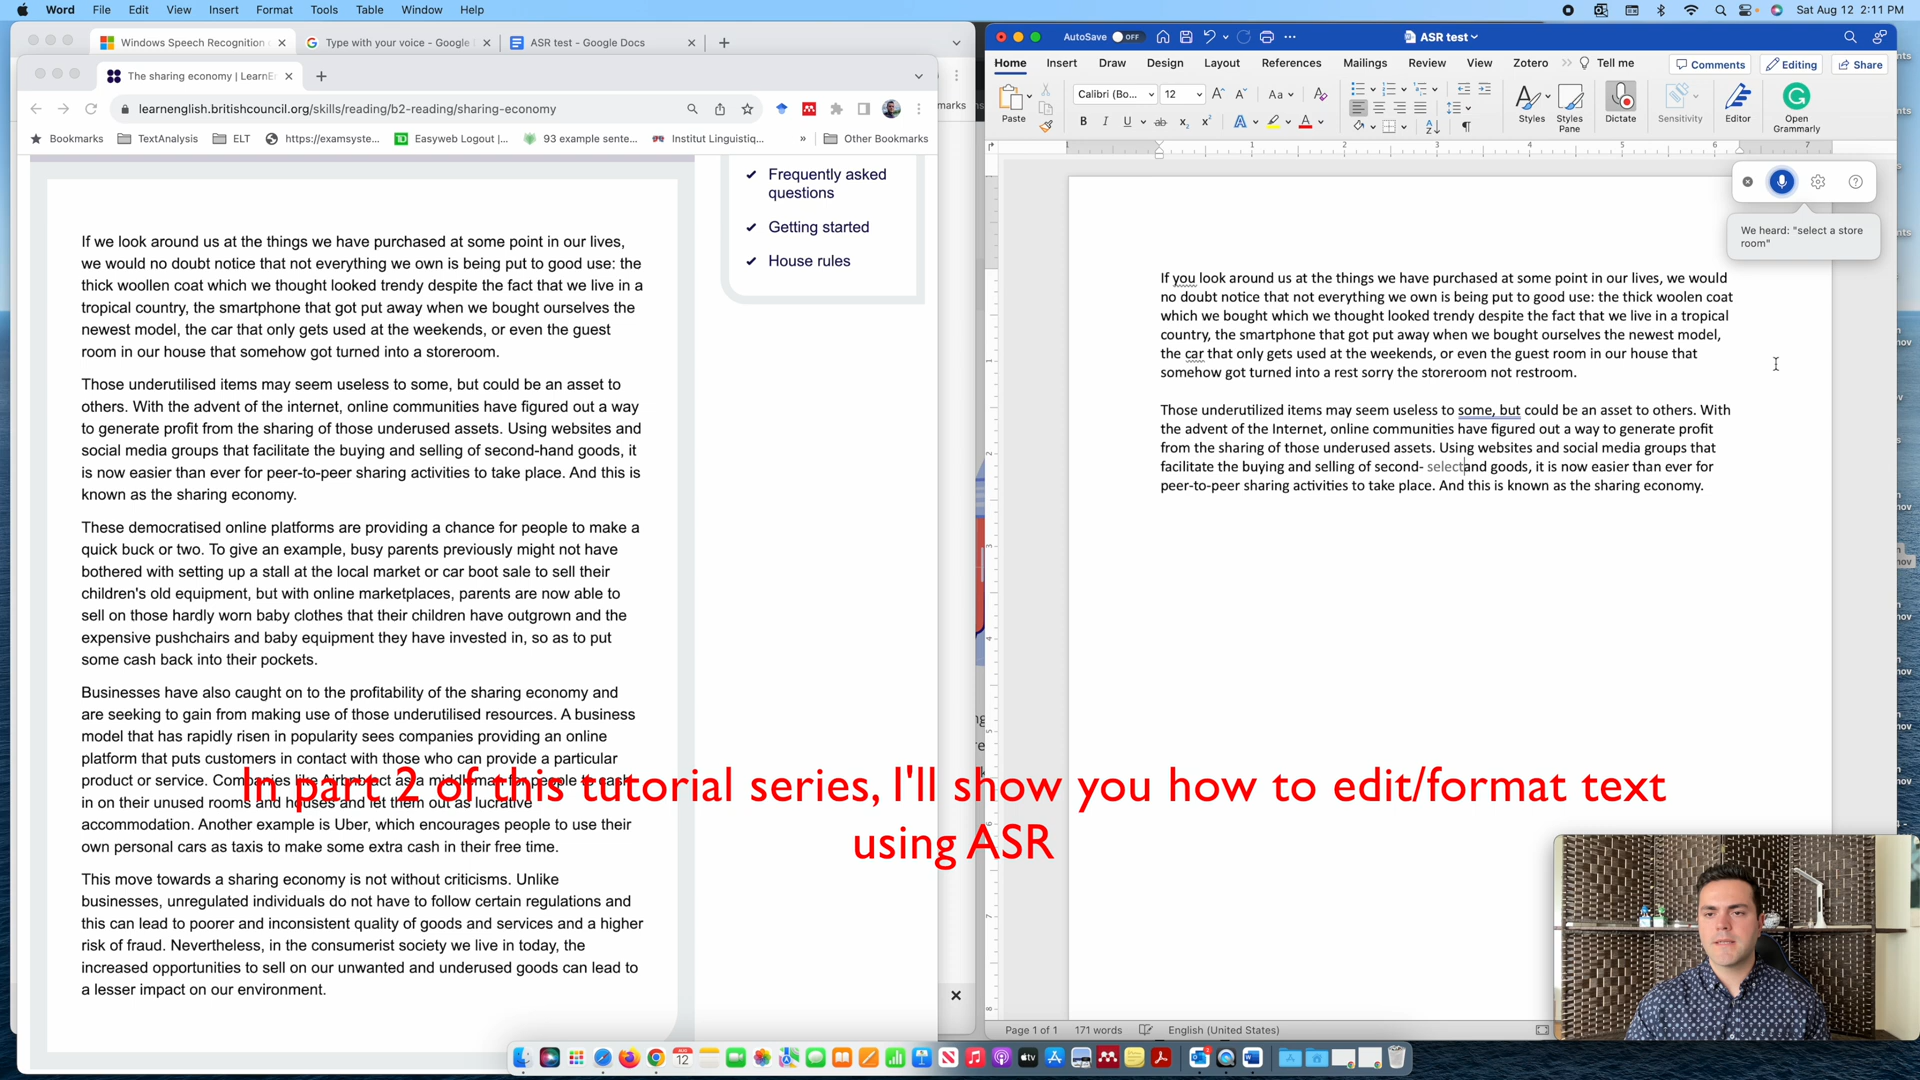 Word File Edit View Insert Format Tools Table Window Help
Sat Aug 12 2:11 PM
Windows Speech Recognition
Type with your voice - Google
ASR test - Google Docs
The sharing economy | LearnE
learnenglish.britishcouncil.org/skills/reading/b2-reading/sharing-economy
Bookmarks TextAnalysis ELT https://examsyste... Easyweb Logout |... 93 example sente... Institut Linguistiq... » Other Bookmarks
Frequently asked
questions
Getting started
House rules
If we look around us at the things we have purchased at some point in our lives,
we would no doubt notice that not everything we own is being put to good use: the
thick woollen coat which we thought looked trendy despite the fact that we live in a
tropical country, the smartphone that got put away when we bought ourselves the
newest model, the car that only gets used at the weekends, or even the guest
room in our house that somehow got turned into a storeroom.
Those underutilised items may seem useless to some, but could be an asset to
others. With the advent of the internet, online communities have figured out a way
to generate profit from the sharing of those underused assets. Using websites and
social media groups that facilitate the buying and selling of second-hand goods, it
is now easier than ever for peer-to-peer sharing activities to take place. And this is
known as the sharing economy.
These democratised online platforms are providing a chance for people to make a
quick buck or two. To give an example, busy parents previously might not have
bothered with setting up a stall at the local market or car boot sale to sell their
children's old equipment, but with online marketplaces, parents are now able to
sell on those hardly worn baby clothes that their children have outgrown and the
expensive pushchairs and baby equipment they have invested in, so as to put
some cash back into their pockets.
Businesses have also caught on to the profitability of the sharing economy and
are seeking to gain from making use of those underutilised resources. A business
model that has rapidly risen in popularity sees companies providing an online
platform that puts customers in contact with those who can provide a particular
product or service. Companies like Airbnb act as a middleman for people to cash
in on their unused rooms and houses and let them out as lucrative
accommodation. Another example is Uber, which encourages people to use their
own personal cars as taxis to make some extra cash in their free time.
This move towards a sharing economy is not without criticisms. Unlike
businesses, unregulated individuals do not have to follow certain regulations and
this can lead to poorer and inconsistent quality of goods and services and a higher
risk of fraud. Nevertheless, in the consumerist society we live in today, the
increased opportunities to sell on our unwanted and underused goods can lead to
a lesser impact on our environment.
AutoSave OFF
ASR test
Home Insert Draw Design Layout References Mailings Review View Zotero » Tell me
Comments Editing Share
Paste
Calibri (Bo... 12
Styles Styles Pane Dictate Sensitivity Editor Open Grammarly
We heard: "select a store
room"
If you look around us at the things we have purchased at some point in our lives, we would
no doubt notice that not everything we own is being put to good use: the thick woolen coat
which we bought which we thought looked trendy despite the fact that we live in a tropical
country, the smartphone that got put away when we bought ourselves the newest model,
the car that only gets used at the weekends, or even the guest room in our house that
somehow got turned into a rest sorry the storeroom not restroom.
Those underutilized items may seem useless to some, but could be an asset to others. With
the advent of the Internet, online communities have figured out a way to generate profit
from the sharing of those underused assets. Using websites and social media groups that
facilitate the buying and selling of second- selectand goods, it is now easier than ever for
peer-to-peer sharing activities to take place. And this is known as the sharing economy.
In part 2 of this tutorial series, I'll show you how to edit/format text
using ASR
Page 1 of 1 171 words English (United States)